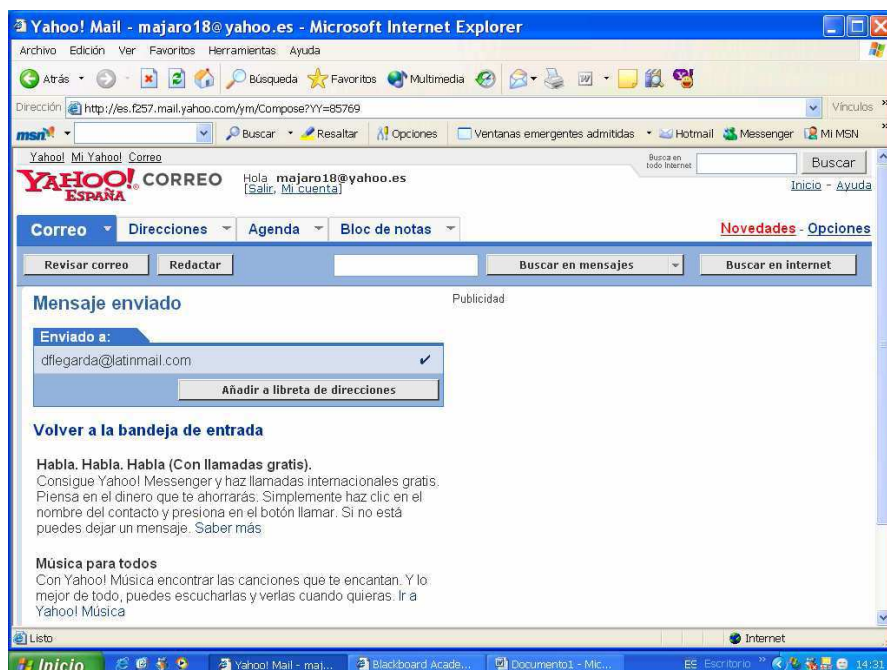 Yahoo! Mail - majaro18@yahoo.es - Microsoft Internet Explorer
Archivo Edición Ver Favoritos Herramientas Ayuda
Atrás Búsqueda Favoritos Multimedia
Dirección http://es.f257.mail.yahoo.com/ym/Compose?YY=85769 Vínculos »
msn Buscar Resaltar Opciones Ventanas emergentes admitidas Hotmail Messenger Mi MSN »
Yahoo! Mi Yahoo! Correo
YAHOO! CORREO
ESPAÑA
Hola majaro18@yahoo.es
[Salir, Mi cuenta]
Busca en
todo Internet
Buscar
Inicio - Ayuda
Correo Direcciones Agenda Bloc de notas Novedades - Opciones
Revisar correo Redactar Buscar en mensajes Buscar en internet
Mensaje enviado
Publicidad
Enviado a:
dflegarda@latinmail.com ✔
Añadir a libreta de direcciones
Volver a la bandeja de entrada
Habla. Habla. Habla (Con llamadas gratis).
Consigue Yahoo! Messenger y haz llamadas internacionales gratis.
Piensa en el dinero que te ahorrarás. Simplemente haz clic en el
nombre del contacto y presiona en el botón llamar. Si no está
puedes dejar un mensaje. Saber más
Música para todos
Con Yahoo! Música encontrar las canciones que te encantan. Y lo
mejor de todo, puedes escucharlas y verlas cuando quieras. Ir a
Yahoo! Música
Listo Internet
Inicio Yahoo! Mail - maj... Blackboard Acade... Documento1 - Mic... ES Escritorio » 14:31